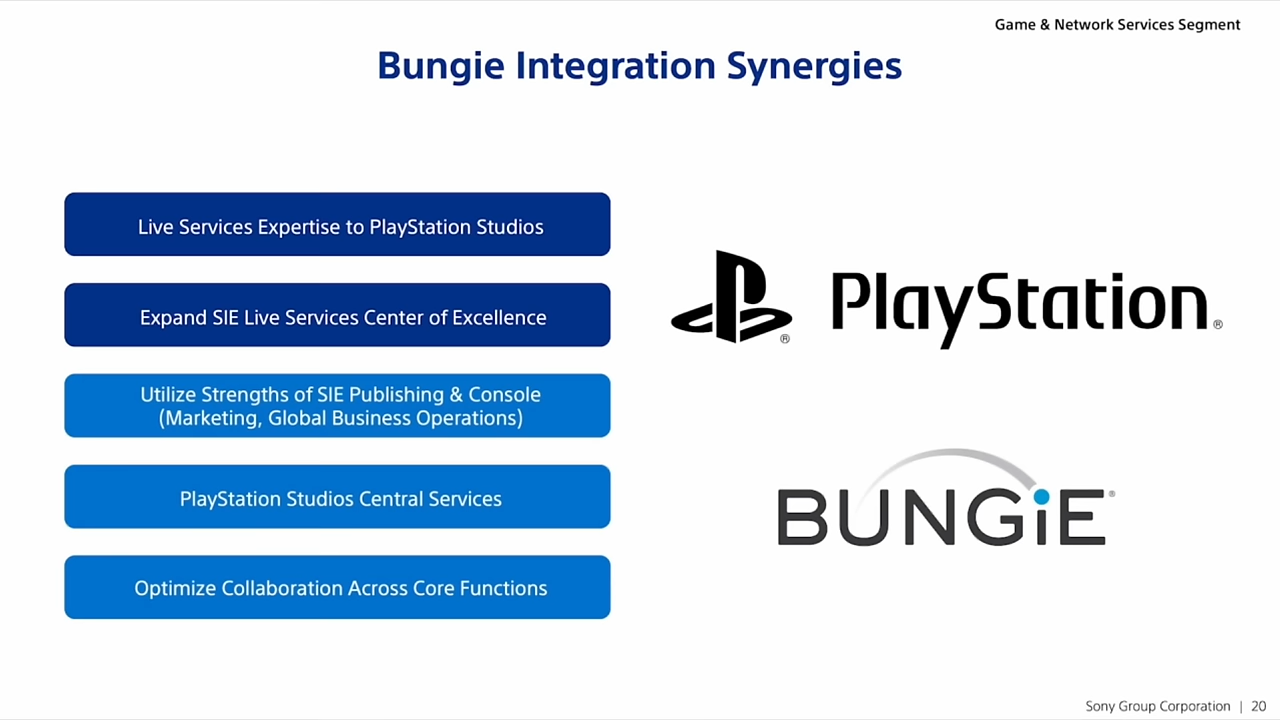 Game & Network Services Segment
Bungie Integration Synergies
Live Services Expertise to PlayStation Studios
Expand SIE Live Services Center of Excellence
Utilize Strengths of SIE Publishing & Console
(Marketing, Global Business Operations)
PlayStation Studios Central Services
Optimize Collaboration Across Core Functions
® PlayStation®
BUNGiE®
Sony Group Corporation | 20